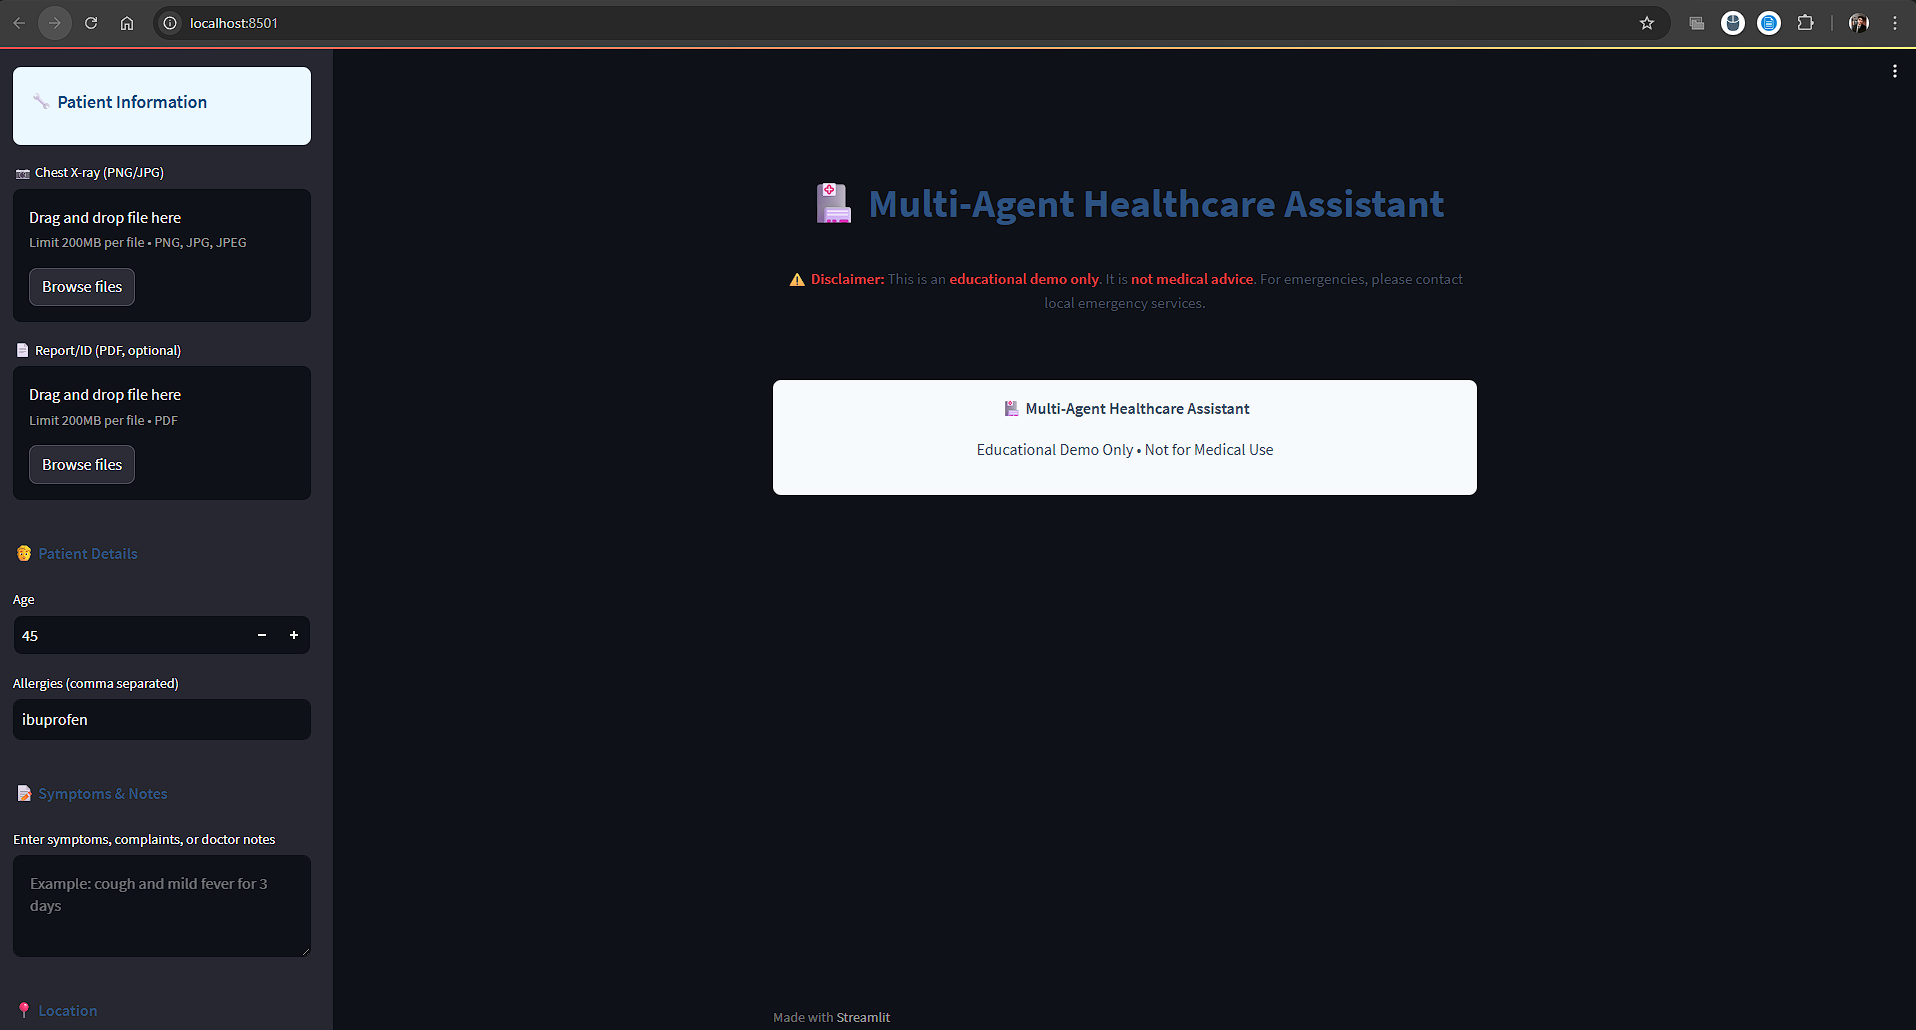 localhost:8501
Patient Information
Chest X-ray (PNG/JPG)
Drag and drop file here
Limit 200MB per file • PNG, JPG, JPEG
Browse files
Report/ID (PDF, optional)
Drag and drop file here
Limit 200MB per file • PDF
Browse files
Patient Details
Age
45
Allergies (comma separated)
ibuprofen
Symptoms & Notes
Enter symptoms, complaints, or doctor notes
Example: cough and mild fever for 3
days
Location
Multi-Agent Healthcare Assistant
Disclaimer: This is an educational demo only. It is not medical advice. For emergencies, please contact
local emergency services.
Multi-Agent Healthcare Assistant
Educational Demo Only • Not for Medical Use
Made with Streamlit